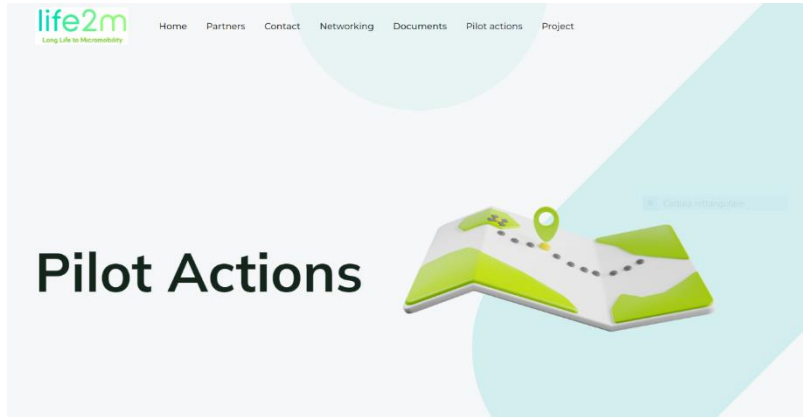 life2m
Long Life to Micromobility
Home Partners Contact Networking Documents Pilot actions Project
Pilot Actions